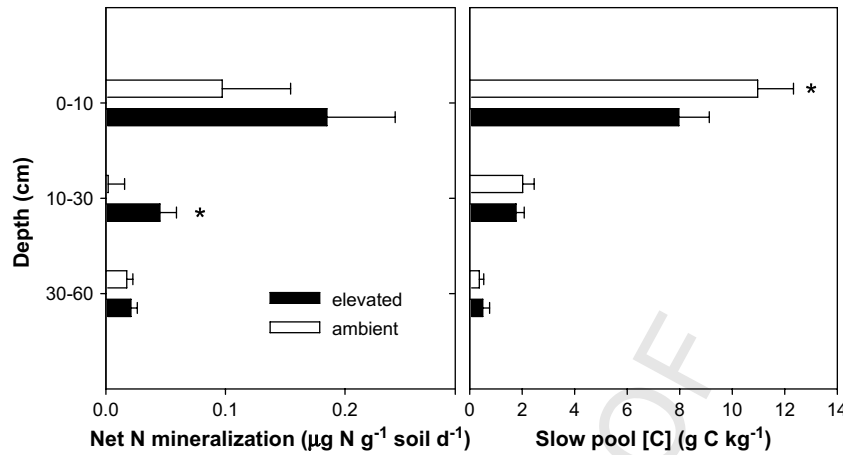 Depth (cm)
0-10
*
10-30
*
30-60
elevated
ambient
0.0 0.1 0.2 0 2 4 6 8 10 12 14
Net N mineralization (µg N g⁻¹ soil d⁻¹) Slow pool [C] (g C kg⁻¹)
OF